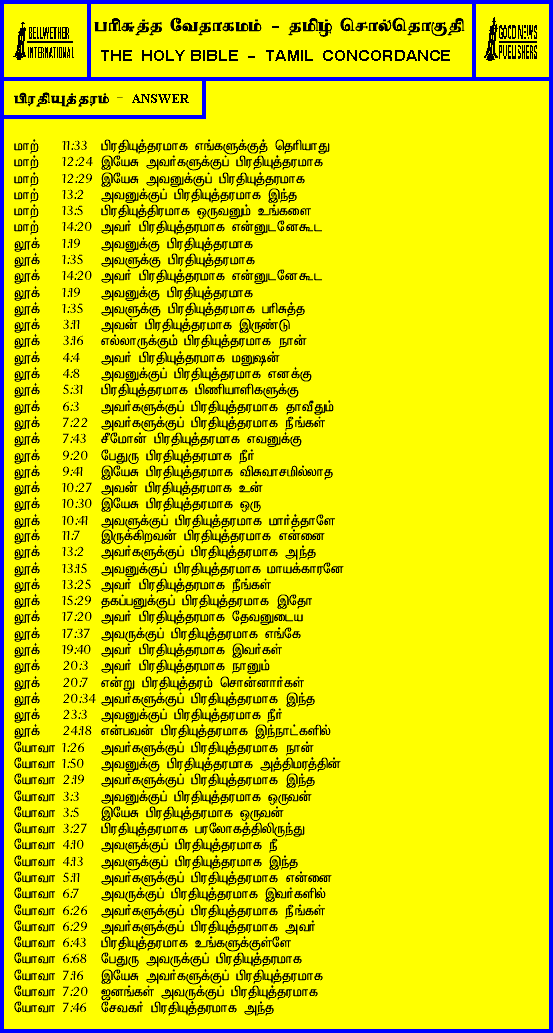 BELLWETHER
INTERNATIONAL
பரிசுத்த வேதாகமம் - தமிழ் சொல்தொகுதி
THE HOLY BIBLE - TAMIL CONCORDANCE
GOOD NEWS
PUBLISHERS
பிரதியுத்தரம் - ANSWER
மாற் 11:33 பிரதியுத்தரமாக எங்களுக்குத் தெரியாது
மாற் 12:24 இயேசு அவர்களுக்குப் பிரதியுத்தரமாக
மாற் 12:29 இயேசு அவனுக்குப் பிரதியுத்தரமாக
மாற் 13:2 அவனுக்குப் பிரதியுத்தரமாக இந்த
மாற் 13:5 பிரதியுத்திரமாக ஒருவனும் உங்களை
மாற் 14:20 அவர் பிரதியுத்தரமாக என்னுடனேகூட
லூக் 1:19 அவனுக்கு பிரதியுத்தரமாக
லூக் 1:35 அவளுக்கு பிரதியுத்தரமாக
லூக் 14:20 அவர் பிரதியுத்தரமாக என்னுடனேகூட
லூக் 1:19 அவனுக்கு பிரதியுத்தரமாக
லூக் 1:35 அவளுக்கு பிரதியுத்தரமாக பரிசுத்த
லூக் 3:11 அவன் பிரதியுத்தரமாக இருண்டு
லூக் 3:16 எல்லாருக்கும் பிரதியுத்தரமாக நான்
லூக் 4:4 அவர் பிரதியுத்தரமாக மனுஷன்
லூக் 4:8 அவனுக்குப் பிரதியுத்தரமாக எனக்கு
லூக் 5:31 பிரதியுத்தரமாக பிணியாளிகளுக்கு
லூக் 6:3 அவர்களுக்குப் பிரதியுத்தரமாக தாவீதும்
லூக் 7:22 அவர்களுக்குப் பிரதியுத்தரமாக நீங்கள்
லூக் 7:43 சீமோன் பிரதியுத்தரமாக எவனுக்கு
லூக் 9:20 பேதுரு பிரதியுத்தரமாக நீர்
லூக் 9:41 இயேசு பிரதியுத்தரமாக விசுவாசமில்லாத
லூக் 10:27 அவன் பிரதியுத்தரமாக உன்
லூக் 10:30 இயேசு பிரதியுத்தரமாக ஒரு
லூக் 10:41 அவளுக்குப் பிரதியுத்தரமாக மார்த்தாளே
லூக் 11:7 இருக்கிறவன் பிரதியுத்தரமாக என்னை
லூக் 13:2 அவர்களுக்குப் பிரதியுத்தரமாக அந்த
லூக் 13:15 அவனுக்குப் பிரதியுத்தரமாக மாயக்காரனே
லூக் 13:25 அவர் பிரதியுத்தரமாக நீங்கள்
லூக் 15:29 தகப்பனுக்குப் பிரதியுத்தரமாக இதோ
லூக் 17:20 அவர் பிரதியுத்தரமாக தேவனுடைய
லூக் 17:37 அவருக்குப் பிரதியுத்தரமாக எங்கே
லூக் 19:40 அவர் பிரதியுத்தரமாக இவர்கள்
லூக் 20:3 அவர் பிரதியுத்தரமாக நானும்
லூக் 20:7 என்று பிரதியுத்தரம் சொன்னார்கள்
லூக் 20:34 அவர்களுக்குப் பிரதியுத்தரமாக இந்த
லூக் 23:3 அவனுக்குப் பிரதியுத்தரமாக நீர்
லூக் 24:18 என்பவன் பிரதியுத்தரமாக இந்நாட்களில்
யோவா 1:26 அவர்களுக்குப் பிரதியுத்தரமாக நான்
யோவா 1:50 அவனுக்கு பிரதியுத்தரமாக அத்திமரத்தின்
யோவா 2:19 அவர்களுக்குப் பிரதியுத்தரமாக இந்த
யோவா 3:3 அவனுக்குப் பிரதியுத்தரமாக ஒருவன்
யோவா 3:5 இயேசு பிரதியுத்தரமாக ஒருவன்
யோவா 3:27 பிரதியுத்தரமாக பரலோகத்திலிருந்து
யோவா 4:10 அவளுக்குப் பிரதியுத்தரமாக நீ
யோவா 4:13 அவளுக்குப் பிரதியுத்தரமாக இந்த
யோவா 5:11 அவர்களுக்குப் பிரதியுத்தரமாக என்னை
யோவா 6:7 அவருக்குப் பிரதியுத்தரமாக இவர்களில்
யோவா 6:26 அவர்களுக்குப் பிரதியுத்தரமாக நீங்கள்
யோவா 6:29 அவர்களுக்குப் பிரதியுத்தரமாக அவர்
யோவா 6:43 பிரதியுத்தரமாக உங்களுக்குள்ளே
யோவா 6:68 பேதுரு அவருக்குப் பிரதியுத்தரமாக
யோவா 7:16 இயேசு அவர்களுக்குப் பிரதியுத்தரமாக
யோவா 7:20 ஜனங்கள் அவருக்குப் பிரதியுத்தரமாக
யோவா 7:46 சேவகர் பிரதியுத்தரமாக அந்த